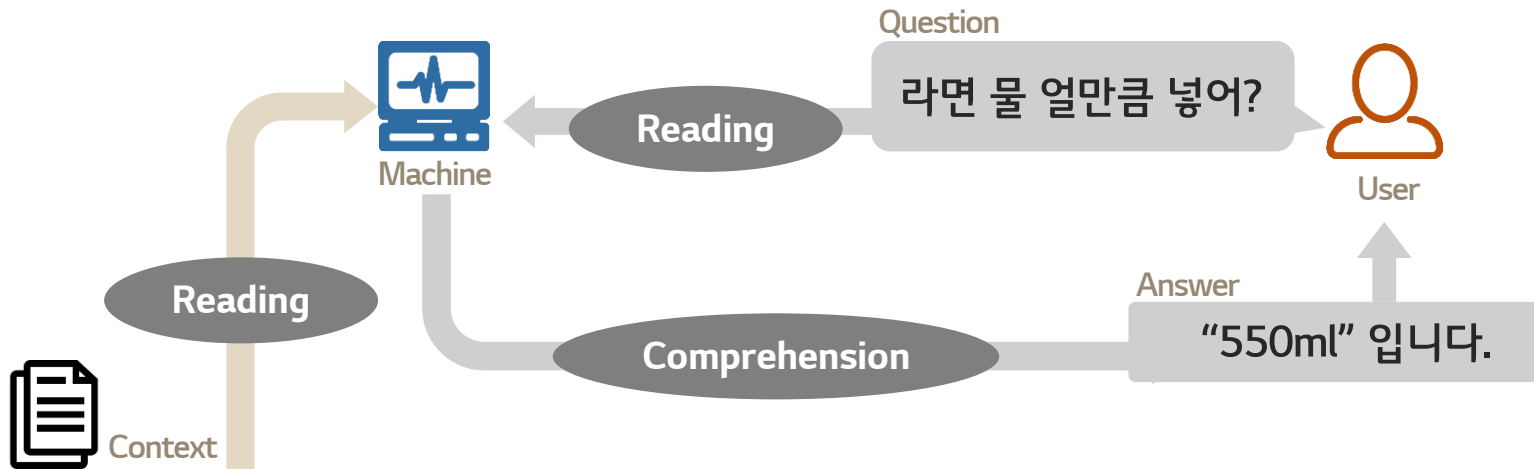 Question
라면 물 얼만큼 넣어?
Reading
Machine
User
Reading
Answer
Comprehension
“550ml” 입니다.
Context